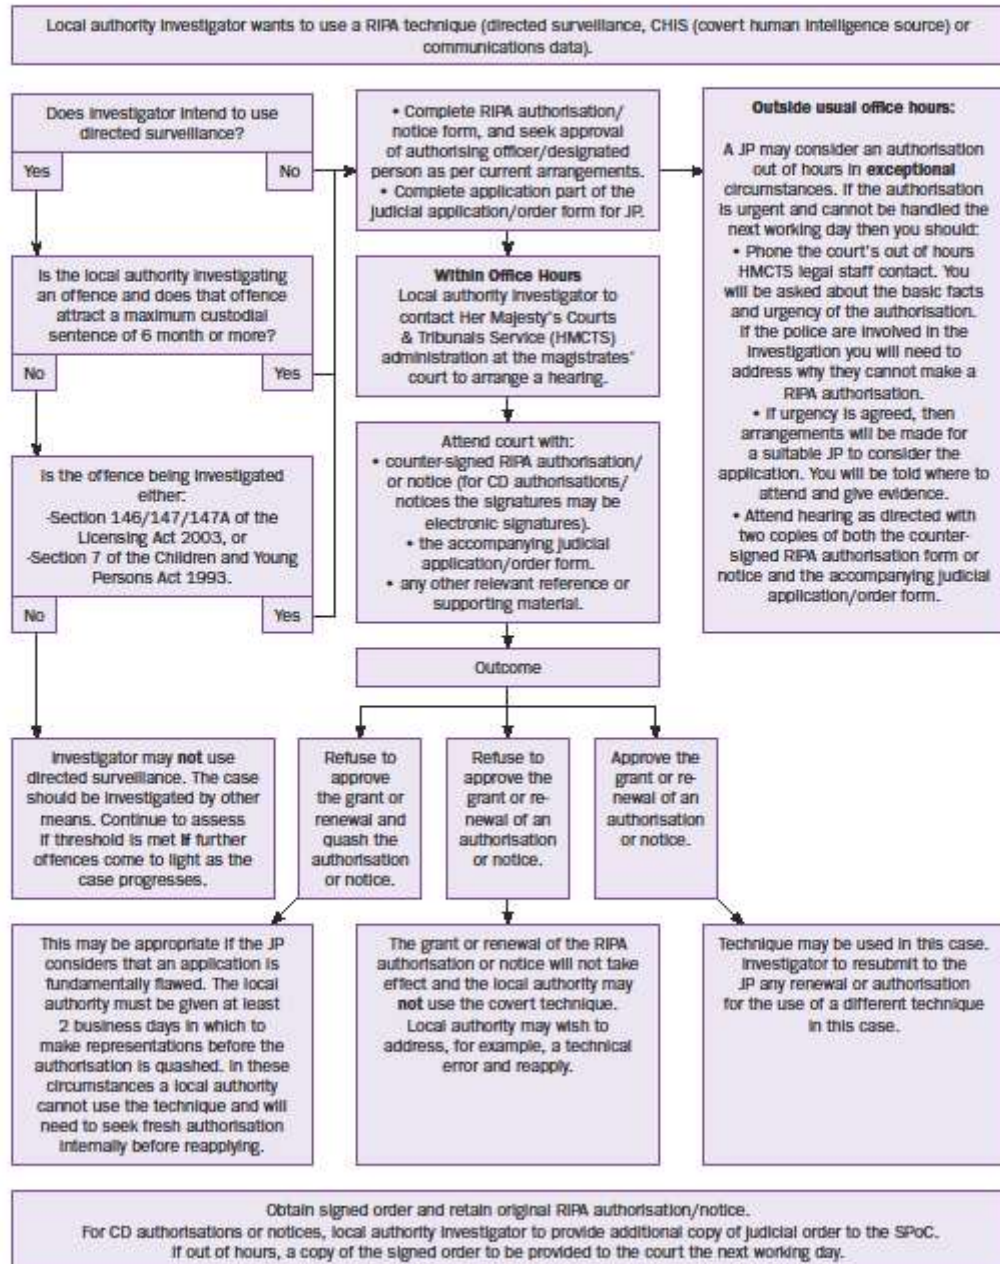 Local authority investigator wants to use a RIPA technique (directed surveillance, CHIS (covert human intelligence source) or
communications data).
Does investigator intend to use
directed surveillance?
Yes
No
Is the local authority investigating
an offence and does that offence
attract a maximum custodial
sentence of 6 month or more?
No
Yes
Is the offence being investigated
either:
-Section 146/147/147A of the
Licensing Act 2003, or
-Section 7 of the Children and Young
Persons Act 1993.
No
Yes
• Complete RIPA authorisation/
notice form, and seek approval
of authorising officer/designated
person as per current arrangements.
• Complete application part of the
judicial application/order form for JP.
Within Office Hours
Local authority investigator to
contact Her Majesty's Courts
& Tribunals Service (HMCTS)
administration at the magistrates'
court to arrange a hearing.
Attend court with:
• counter-signed RIPA authorisation/
or notice (for CD authorisations/
notices the signatures may be
electronic signatures).
• the accompanying judicial
application/order form.
• any other relevant reference or
supporting material.
Outside usual office hours:
A JP may consider an authorisation
out of hours in exceptional
circumstances. If the authorisation
is urgent and cannot be handled the
next working day then you should:
• Phone the court's out of hours
HMCTS legal staff contact. You
will be asked about the basic facts
and urgency of the authorisation.
If the police are involved in the
investigation you will need to
address why they cannot make a
RIPA authorisation.
• If urgency is agreed, then
arrangements will be made for
a suitable JP to consider the
application. You will be told where to
attend and give evidence.
• Attend hearing as directed with
two copies of both the counter-
signed RIPA authorisation form or
notice and the accompanying judicial
application/order form.
Outcome
Investigator may not use
directed surveillance. The case
should be investigated by other
means. Continue to assess
if threshold is met if further
offences come to light as the
case progresses.
Refuse to
approve
the grant or
renewal and
quash the
authorisation
or notice.
Refuse to
approve the
grant or re-
newal of an
authorisation
or notice.
Approve the
grant or re-
newal of an
authorisation
or notice.
This may be appropriate if the JP
considers that an application is
fundamentally flawed. The local
authority must be given at least
2 business days in which to
make representations before the
authorisation is quashed. In these
circumstances a local authority
cannot use the technique and will
need to seek fresh authorisation
internally before reapplying.
The grant or renewal of the RIPA
authorisation or notice will not take
effect and the local authority may
not use the covert technique.
Local authority may wish to
address, for example, a technical
error and reapply.
Technique may be used in this case.
Investigator to resubmit to the
JP any renewal or authorisation
for the use of a different technique
in this case.
Obtain signed order and retain original RIPA authorisation/notice.
For CD authorisations or notices, local authority investigator to provide additional copy of judicial order to the SPoC.
If out of hours, a copy of the signed order to be provided to the court the next working day.